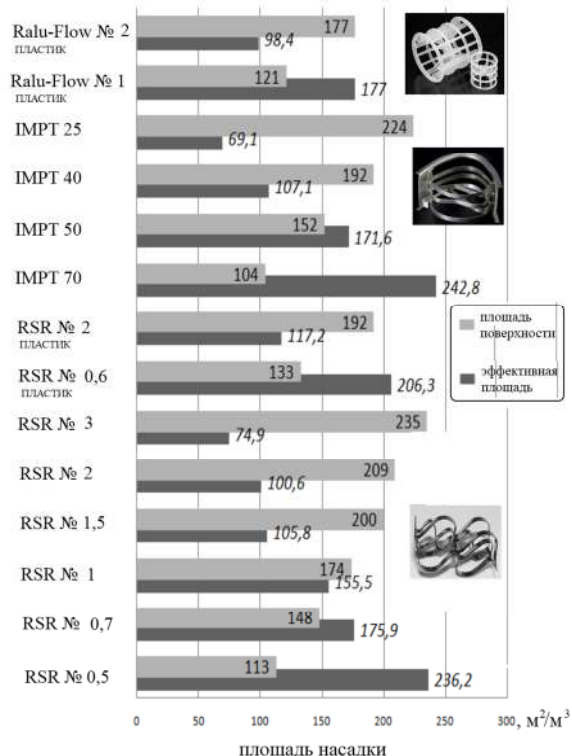 Ralu-Flow № 2
ПЛАСТИК
177
98,4
Ralu-Flow № 1
ПЛАСТИК
121
177
IMPT 25
224
69,1
IMPT 40
192
107,1
IMPT 50
152
171,6
IMPT 70
104
242,8
RSR № 2
ПЛАСТИК
192
117,2
RSR № 0,6
ПЛАСТИК
133
206,3
RSR № 3
235
74,9
RSR № 2
209
100,6
RSR № 1,5
200
105,8
RSR № 1
174
155,5
RSR № 0,7
148
175,9
RSR № 0,5
113
236,2
площадь
поверхности
эффективная
площадь
0 50 100 150 200 250 300 , м²/м³
площадь насадки